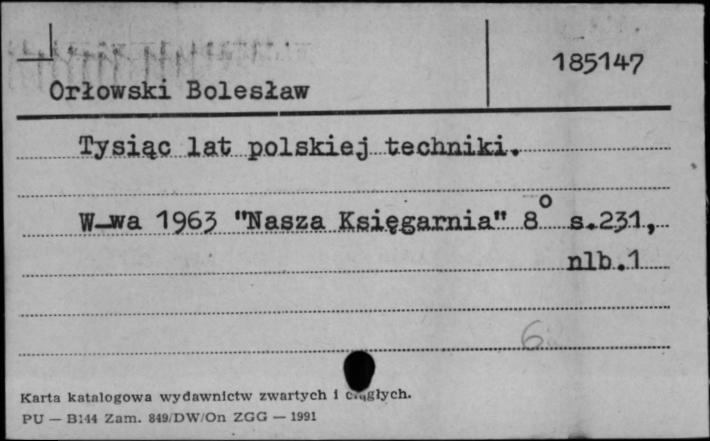 185147
Orłowski Bolesław
Tysiąc lat polskiej techniki.
W-wa 1963 "Nasza Księgarnia" 8° s.231,
nlb.1
6
Karta katalogowa wydawnictw zwartych i ciągłych.
PU — B144 Zam. 849/DW/On ZGG — 1991